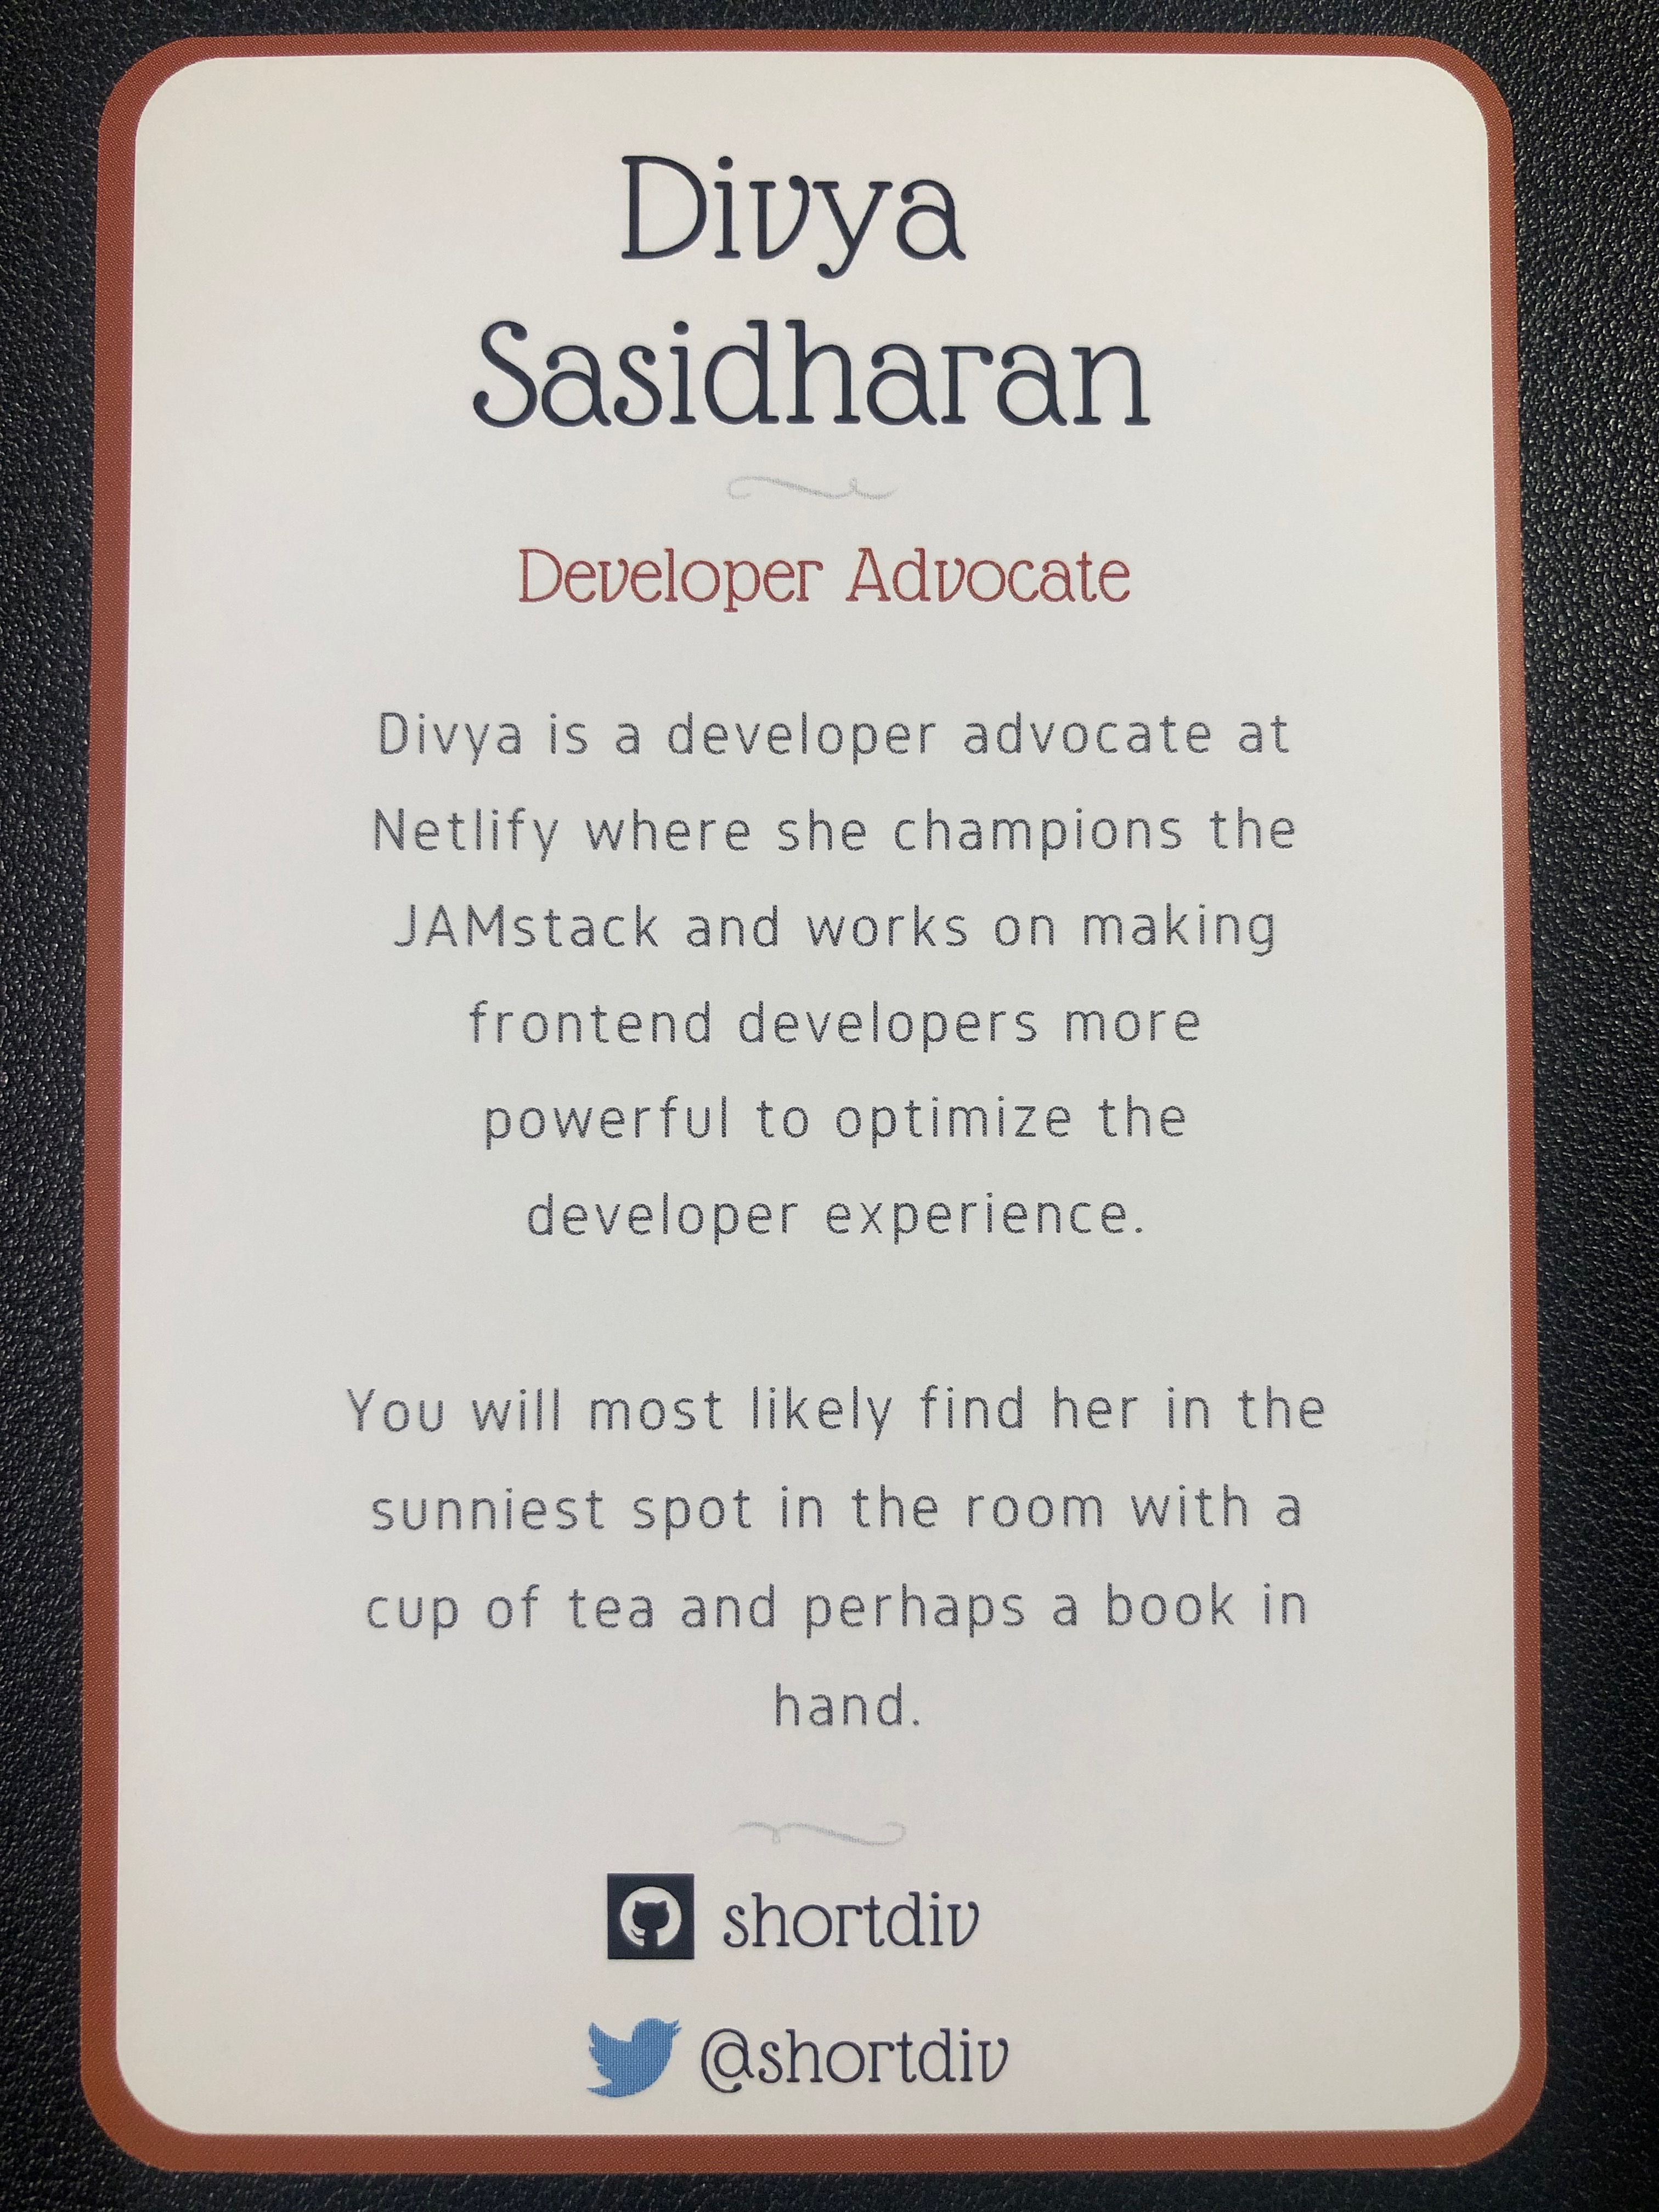 Divya
Sasidharan
Developer Advocate
Divya is a developer advocate at
Netlify where she champions the
JAMstack and works on making
frontend developers more
powerful to optimize the
developer experience.
You will most likely find her in the
sunniest spot in the room with a
cup of tea and perhaps a book in
hand.
shortdiv
@shortdiv